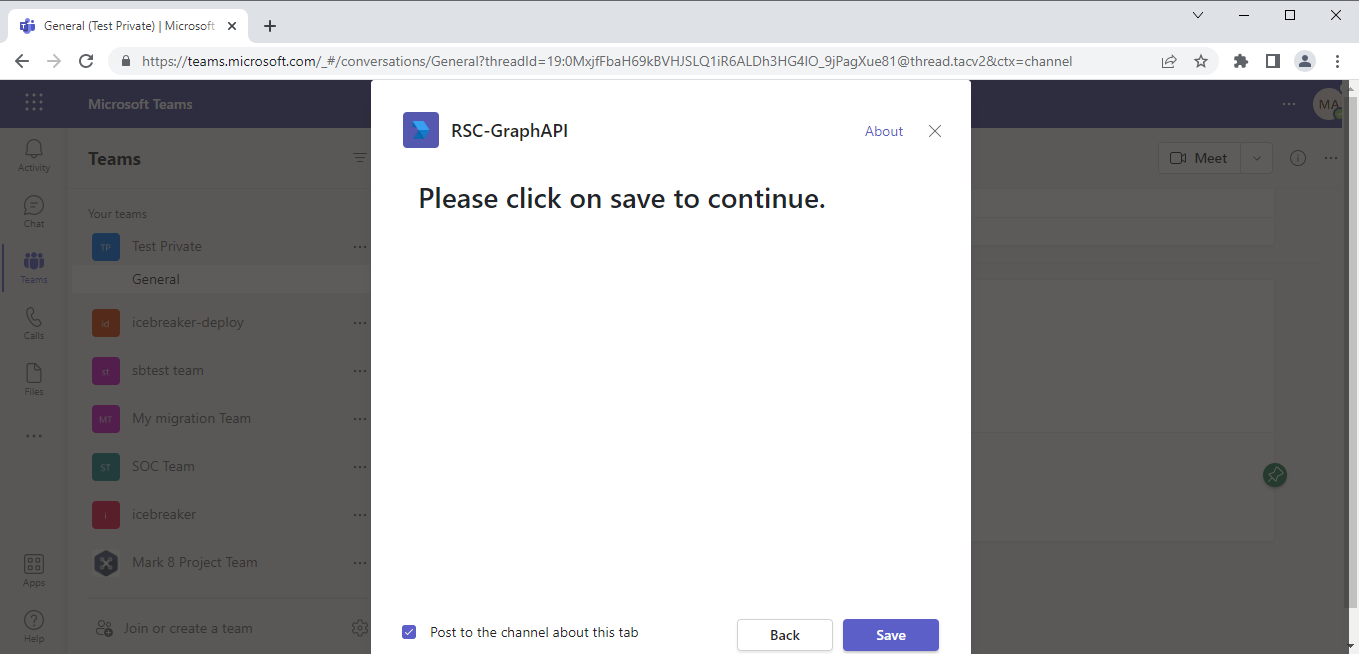 General (Test Private) | Microsoft
https://teams.microsoft.com/_#/conversations/General?threadId=19:0MxjfFbaH69kBVHJSLQ1iR6ALDh3HG4IO_9jPagXue81@thread.tacv2&ctx=channel
Microsoft Teams
MA
Activity
Chat
Teams
Calls
Files
Apps
Help
Teams
Your teams
TP Test Private
General
id icebreaker-deploy
st sbtest team
MT My migration Team
ST SOC Team
i icebreaker
Mark 8 Project Team
Join or create a team
RSC-GraphAPI
About
Please click on save to continue.
Post to the channel about this tab
Back
Save
Meet